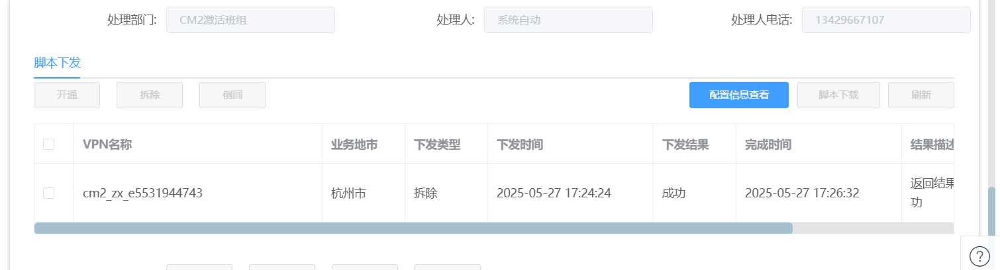 处理部门: CM2激活班组 处理人: 系统自动 处理人电话: 13429667107
脚本下发
开通 拆除 倒回 配置信息查看 脚本下载 刷新
VPN名称 业务地市 下发类型 下发时间 下发结果 完成时间 结果描述
cm2_zx_e5531944743 杭州市 拆除 2025-05-27 17:24:24 成功 2025-05-27 17:26:32 返回结果
功
?